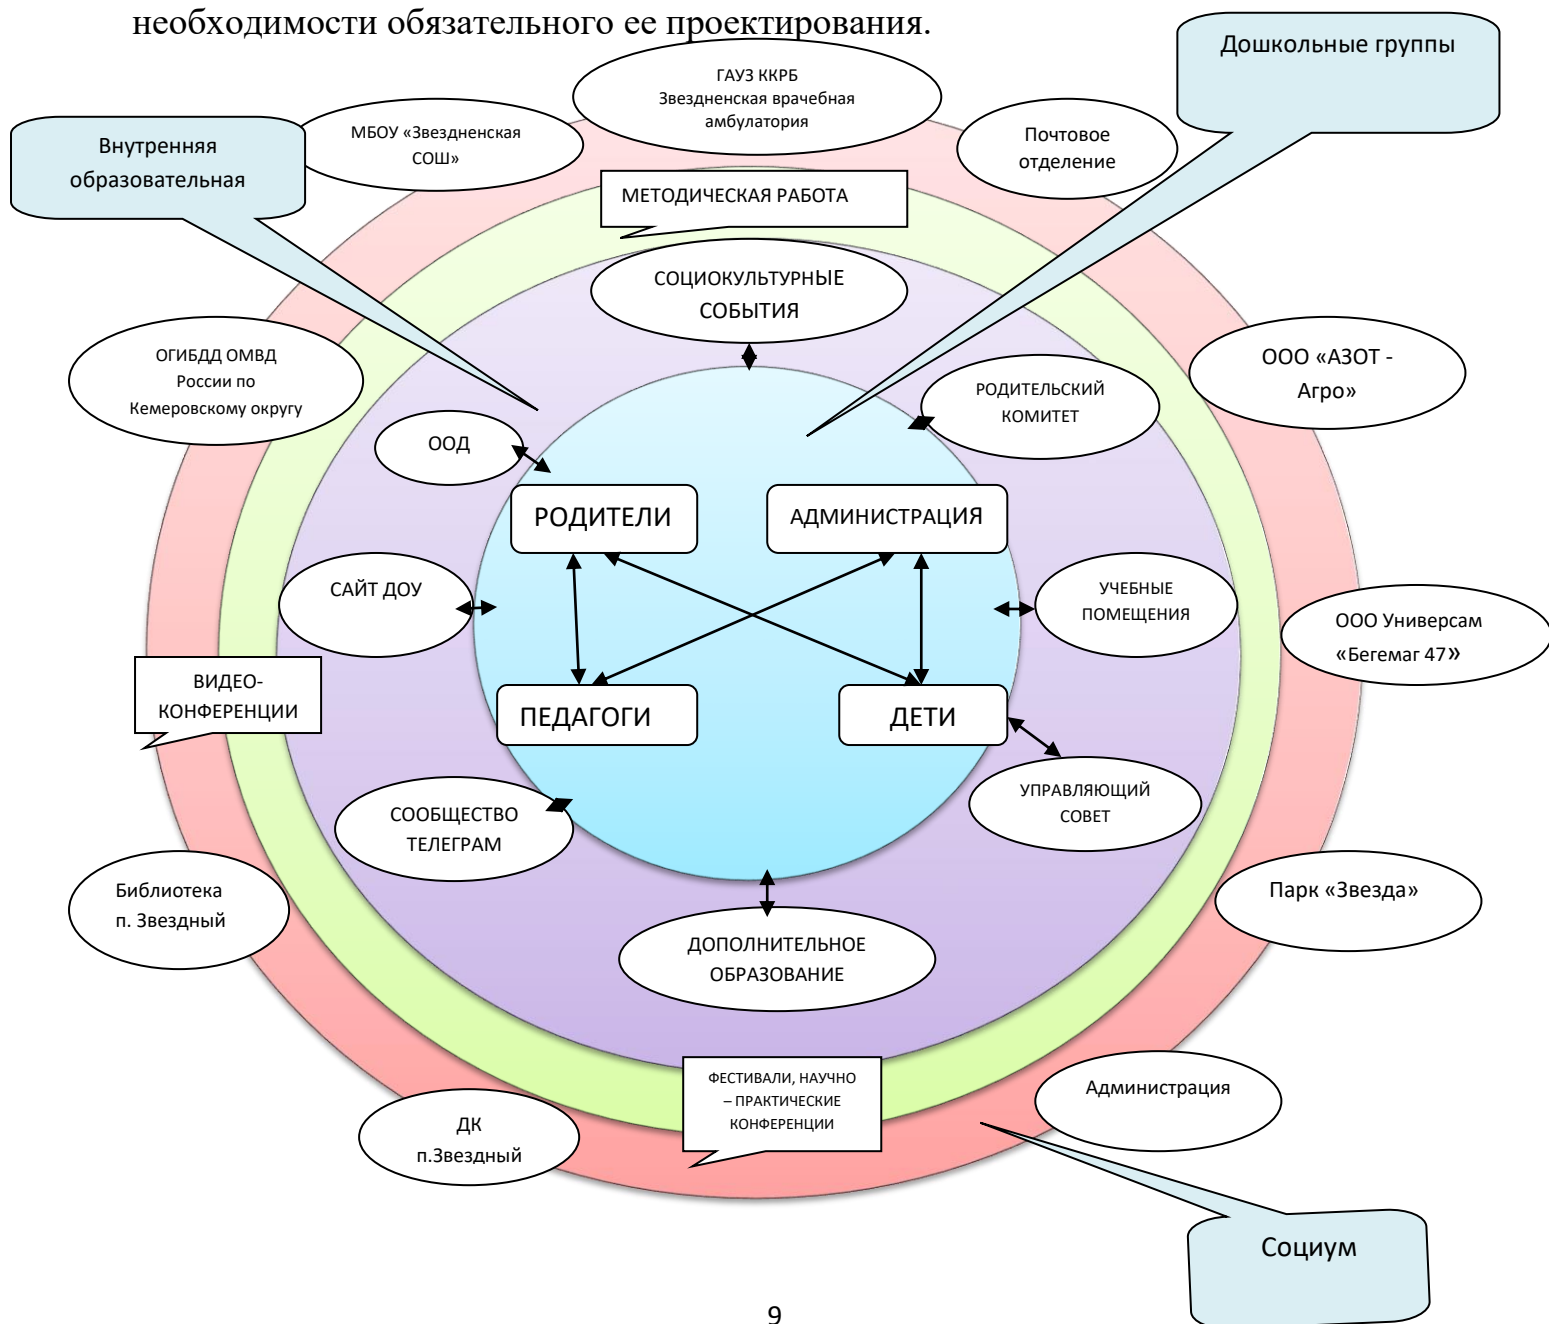 необходимости обязательного ее проектирования.
Дошкольные группы
ГАУЗ ККРБ
Звездненская врачебная
амбулатория
МБОУ «Звездненская
СОШ»
Почтовое
отделение
Внутренняя
образовательная
МЕТОДИЧЕСКАЯ РАБОТА
СОЦИОКУЛЬТУРНЫЕ
СОБЫТИЯ
ОГИБДД ОМВД
России по
Кемеровскому округу
ООО «АЗОТ -
Агро»
РОДИТЕЛЬСКИЙ
КОМИТЕТ
ООД
РОДИТЕЛИ
АДМИНИСТРАЦИЯ
САЙТ ДОУ
УЧЕБНЫЕ
ПОМЕЩЕНИЯ
ООО Универсам
«Бегемаг 47»
ВИДЕО-
КОНФЕРЕНЦИИ
ПЕДАГОГИ
ДЕТИ
СООБЩЕСТВО
ТЕЛЕГРАМ
УПРАВЛЯЮЩИЙ
СОВЕТ
Библиотека
п. Звездный
Парк «Звезда»
ДОПОЛНИТЕЛЬНОЕ
ОБРАЗОВАНИЕ
ФЕСТИВАЛИ, НАУЧНО
– ПРАКТИЧЕСКИЕ
КОНФЕРЕНЦИИ
Администрация
ДК
п.Звездный
Социум
9